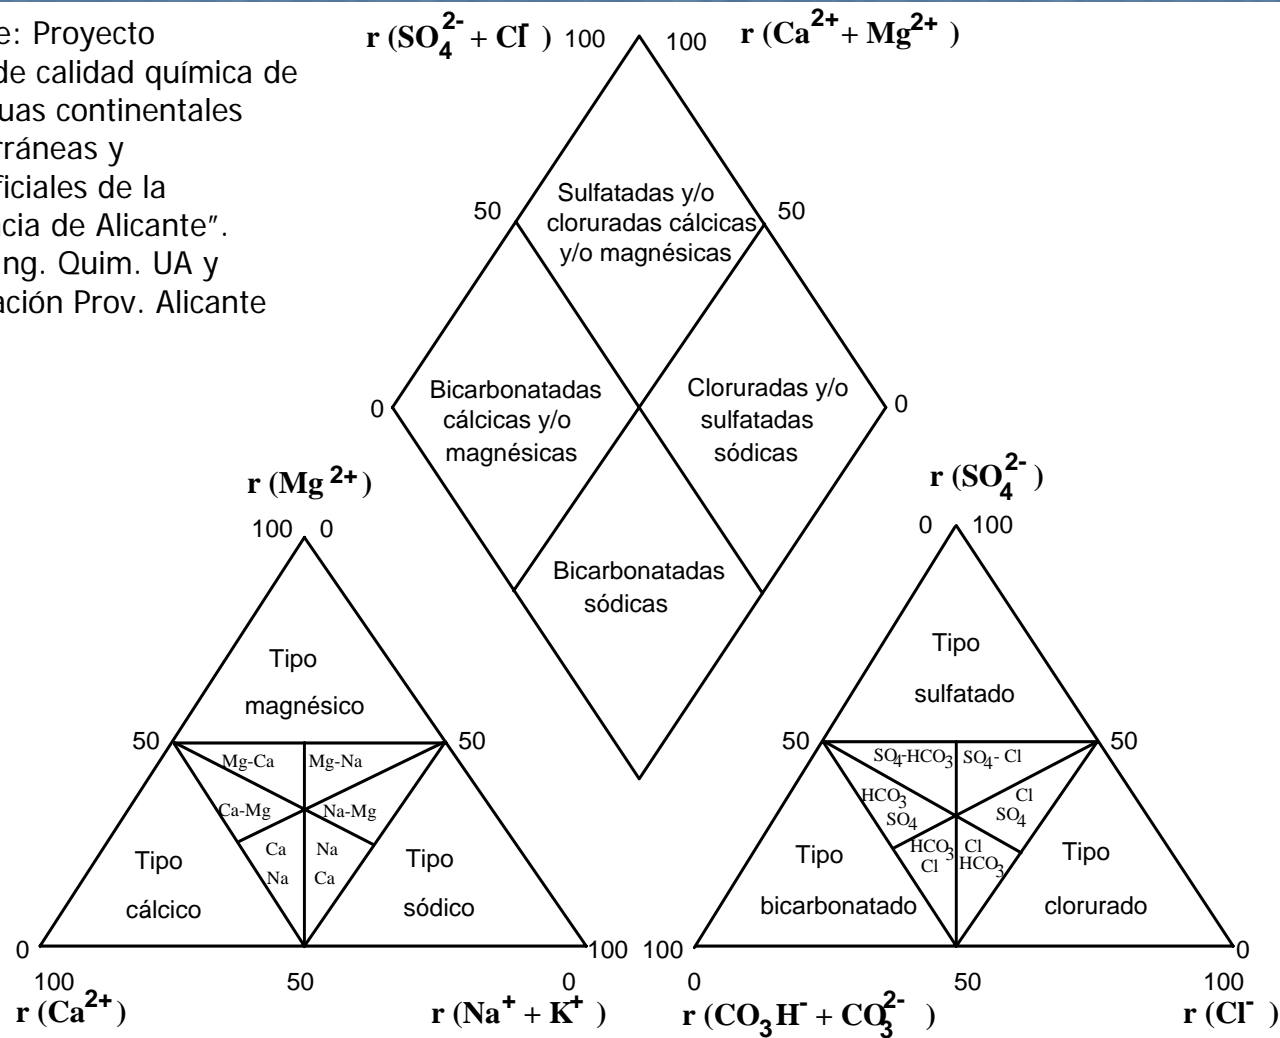 e: Proyecto
de calidad química de
uas continentales
rráneas y
ficiales de la
cia de Alicante”.
ng. Quim. UA y
ación Prov. Alicante
r (SO4 2- + Cl- ) 100
100 r (Ca2+ + Mg2+ )
Sulfatadas y/o
cloruradas cálcicas
y/o magnésicas
50
50
Bicarbonatadas
cálcicas y/o
magnésicas
Cloruradas y/o
sulfatadas
sódicas
0
0
Bicarbonatadas
sódicas
r (Mg 2+ )
100 0
Tipo
magnésico
50
50
Mg-Ca
Mg-Na
Ca-Mg
Na-Mg
Ca
Na
Na
Ca
Tipo
cálcico
Tipo
sódico
0
100
100
50
0
r (Ca2+ )
r (Na+ + K+ )
r (SO4 2- )
0 100
Tipo
sulfatado
50
50
SO4-HCO3
SO4- Cl
HCO3
SO4
Cl
SO4
HCO3
Cl
Cl
HCO3
Tipo
bicarbonatado
Tipo
clorurado
100
0
0
50
100
r (CO3H- + CO3 2- )
r (Cl- )